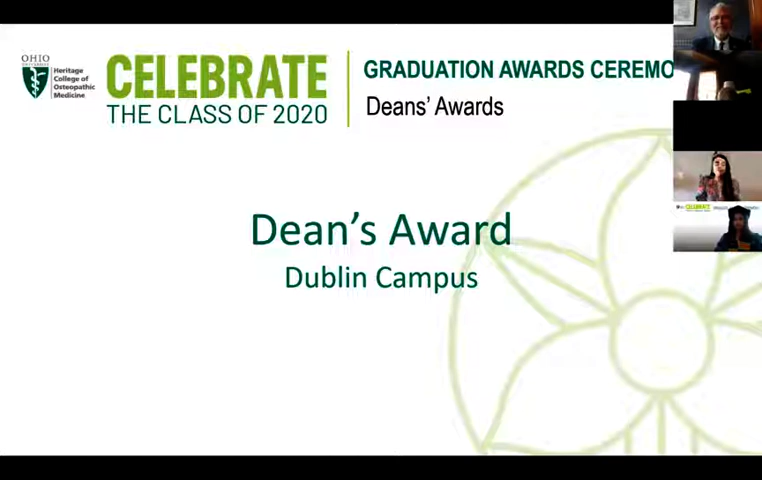 OHIO
UNIVERSITY
Heritage
College of
Osteopathic
Medicine
CELEBRATE
THE CLASS OF 2020
GRADUATION AWARDS CEREMO
Deans' Awards
Dean's Award
Dublin Campus
CELEBRATE